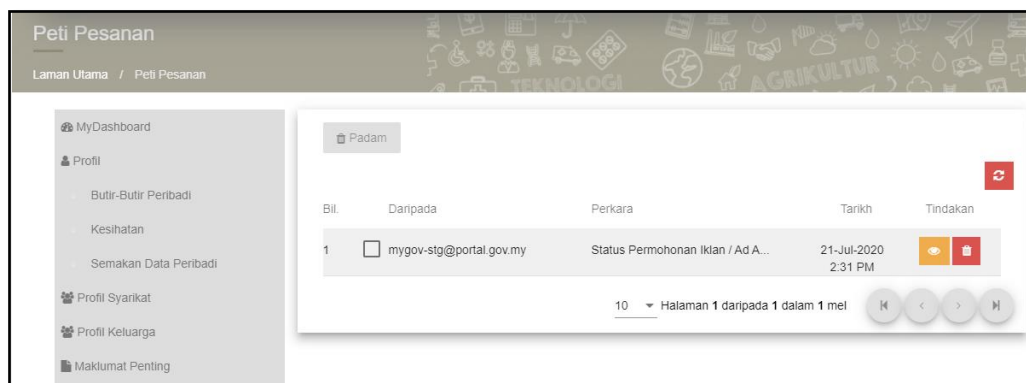 Peti Pesanan
Laman Utama / Peti Pesanan
TEKNOLOGI
AGRIKULTUR
MyDashboard
Profil
Butir-Butir Peribadi
Kesihatan
Semakan Data Peribadi
Profil Syarikat
Profil Keluarga
Maklumat Penting
Padam
Bil. Daripada Perkara Tarikh Tindakan
1 mygov-stg@portal.gov.my Status Permohonan Iklan / Ad A... 21-Jul-2020
2:31 PM
10 Halaman 1 daripada 1 dalam 1 mel